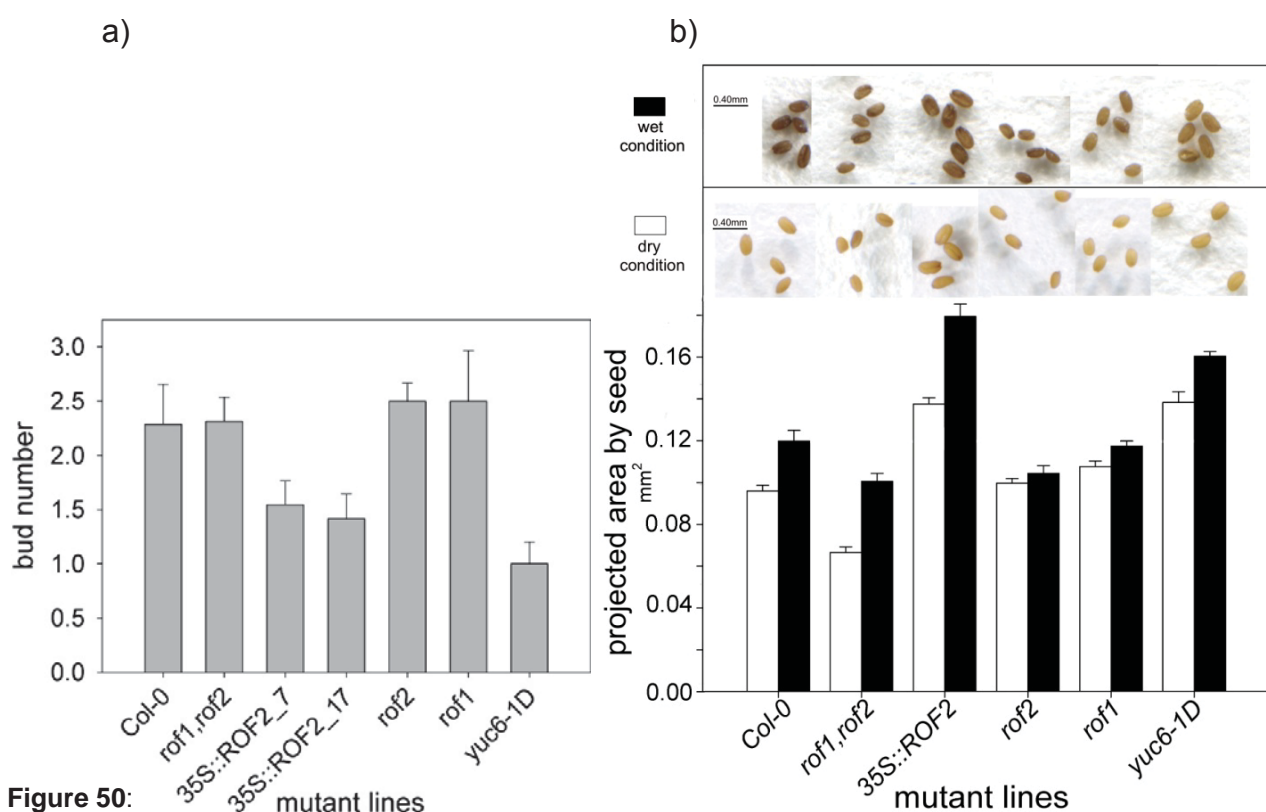 a)
3.0
2.5
2.0
1.5
1.0
0.5
0.0
bud number
Col-0
rof1,rof2
35S::ROF2_7
35S::ROF2_17
rof2
rof1
yuc6-1D
mutant lines
b)
wet
condition
0.40mm
dry
condition
0.40mm
0.16
0.12
0.08
0.04
0.00
projected area by seed
mm²
Col-0
rof1,rof2
35S::ROF2
rof2
rof1
yuc6-1D
mutant lines
Figure 50: